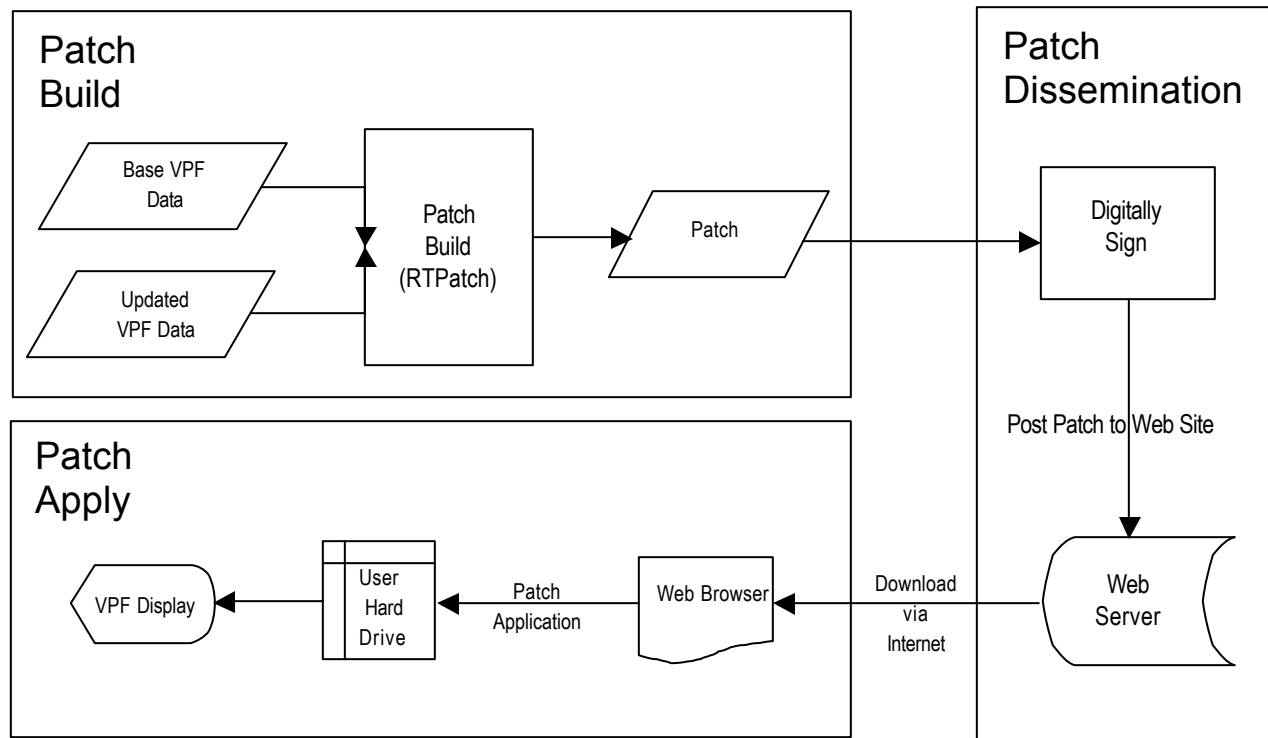 Patch
Build
Base VPF
Data
Updated
VPF Data
Patch
Build
(RTPatch)
Patch
Patch
Dissemination
Digitally
Sign
Post Patch to Web Site
Web
Server
Download
via
Internet
Patch
Apply
Web Browser
Patch
Application
User
Hard
Drive
VPF Display